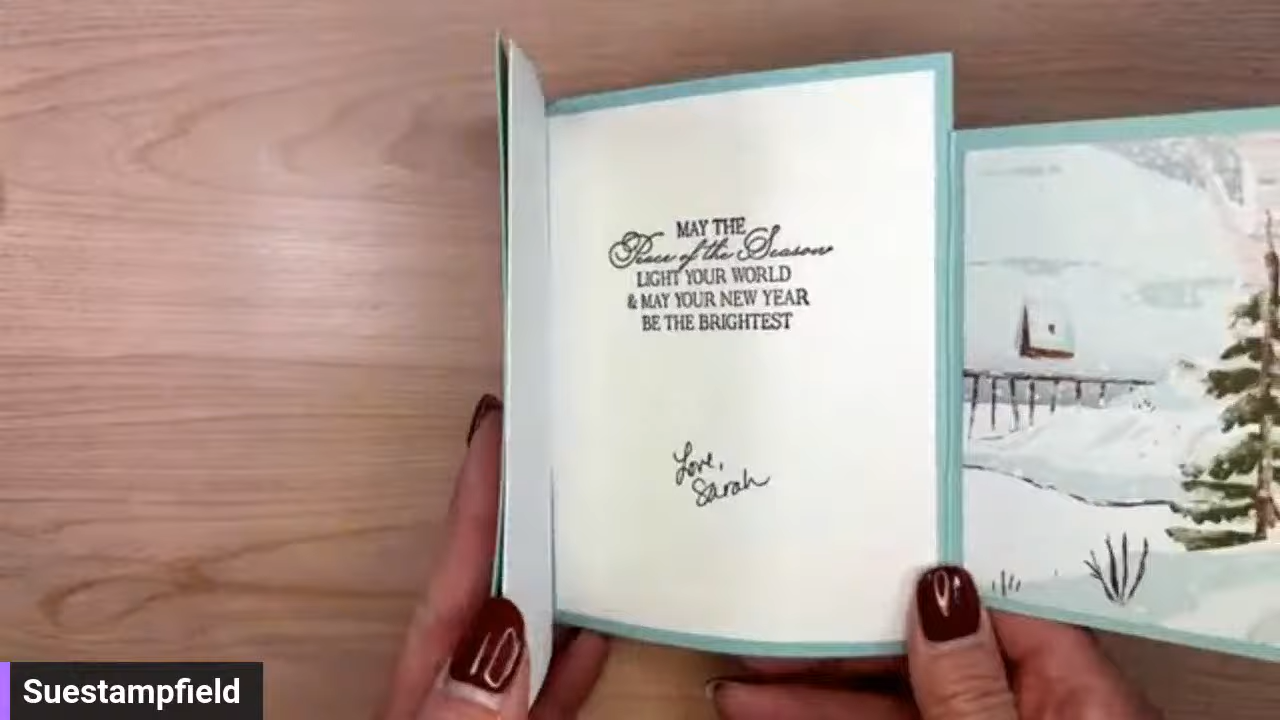 MAY THE
Peace of the Season
LIGHT YOUR WORLD
& MAY YOUR NEW YEAR
BE THE BRIGHTEST
Love,
Sarah
Suestampfield